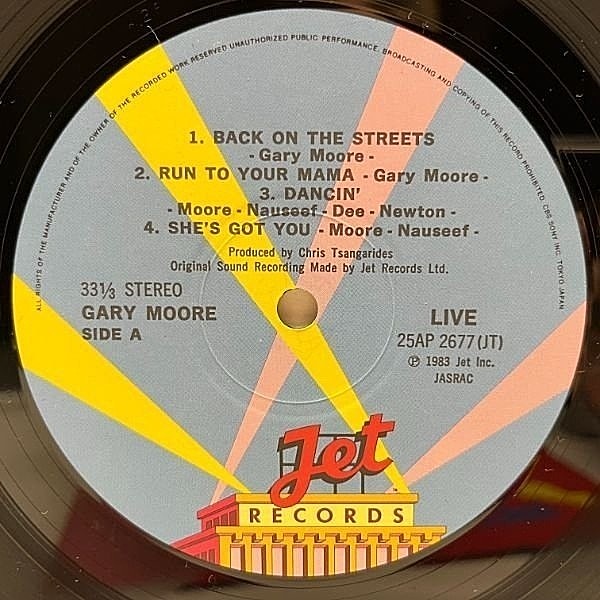 ALL RIGHTS OF THE MANUFACTURER AND OF THE OWNER OF THE RECORDED WORK RESERVED UNAUTHORIZED PUBLIC PERFORMANCE, BROADCASTING AND COPYING OF THIS RECORD PROHIBITED. CBS/SONY INC. TOKYO, JAPAN
1. BACK ON THE STREETS
- Gary Moore -
2. RUN TO YOUR MAMA - Gary Moore -
3. DANCIN'
- Moore - Nauseef - Dee - Newton -
4. SHE'S GOT YOU - Moore - Nauseef -
Produced by Chris Tsangarides
Original Sound Recording Made by Jet Records Ltd.
33⅓ STEREO
GARY MOORE
SIDE A
LIVE
25AP 2677(JT)
Ⓟ 1983 Jet Inc.
JASRAC
Jet
RECORDS